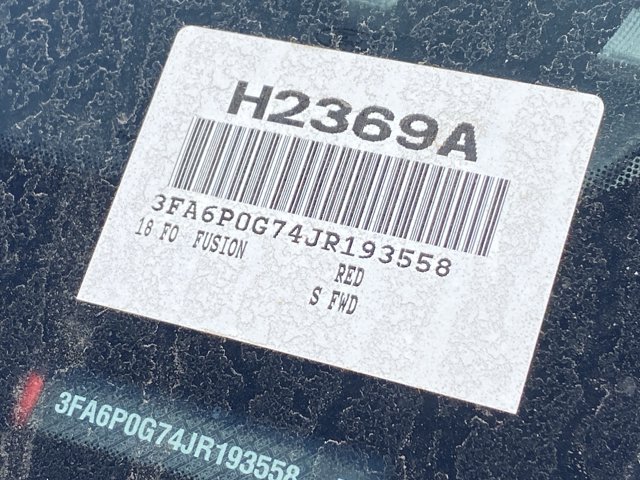 H2369A
3FA6P0G74JR193558
18 FO FUSION
RED
S FWD
3FA6P0G74JR193558